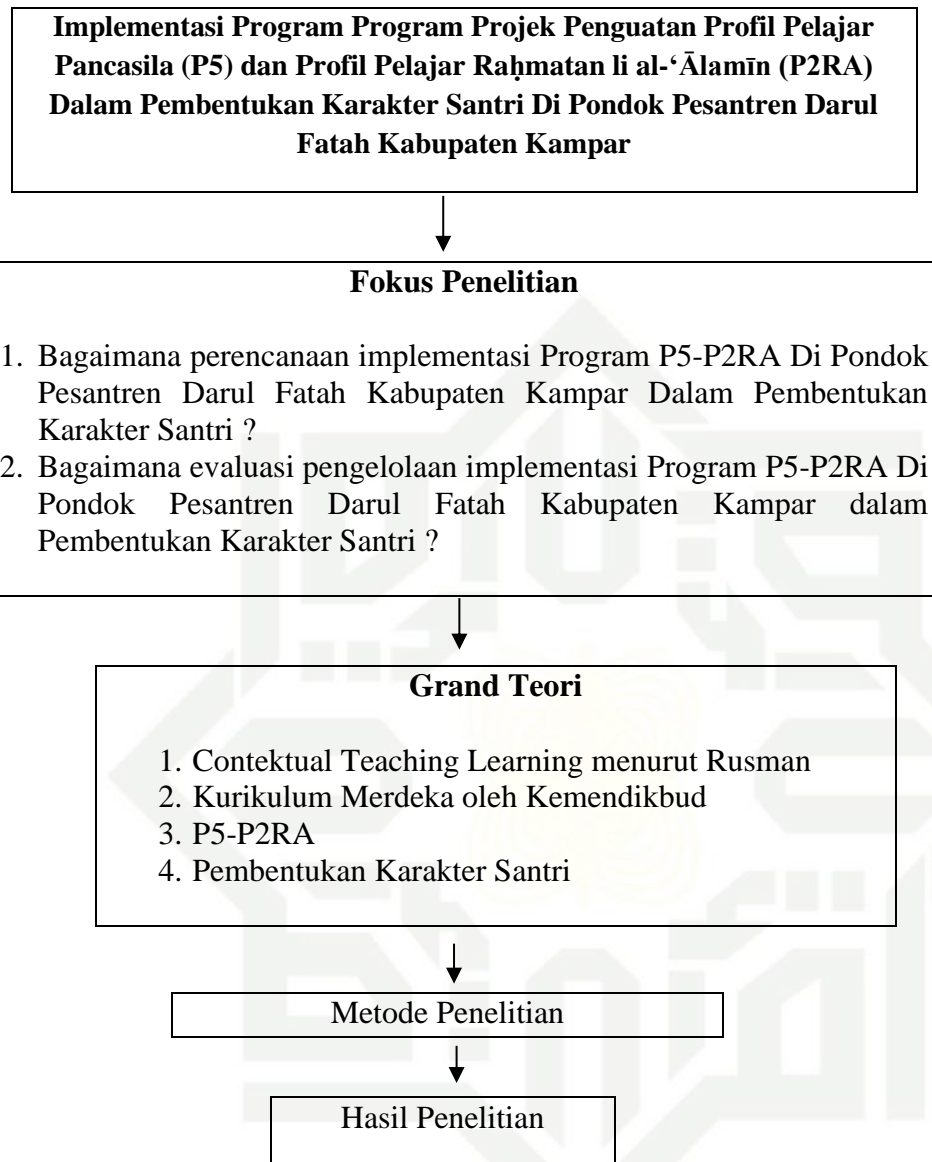 Implementasi Program Program Projek Penguatan Profil Pelajar
Pancasila (P5) dan Profil Pelajar Raḥmatan li al-‘Ālamīn (P2RA)
Dalam Pembentukan Karakter Santri Di Pondok Pesantren Darul
Fatah Kabupaten Kampar
Fokus Penelitian
1. Bagaimana perencanaan implementasi Program P5-P2RA Di Pondok
Pesantren Darul Fatah Kabupaten Kampar Dalam Pembentukan
Karakter Santri ?
2. Bagaimana evaluasi pengelolaan implementasi Program P5-P2RA Di
Pondok Pesantren Darul Fatah Kabupaten Kampar dalam
Pembentukan Karakter Santri ?
Grand Teori
1. Contektual Teaching Learning menurut Rusman
2. Kurikulum Merdeka oleh Kemendikbud
3. P5-P2RA
4. Pembentukan Karakter Santri
Metode Penelitian
Hasil Penelitian